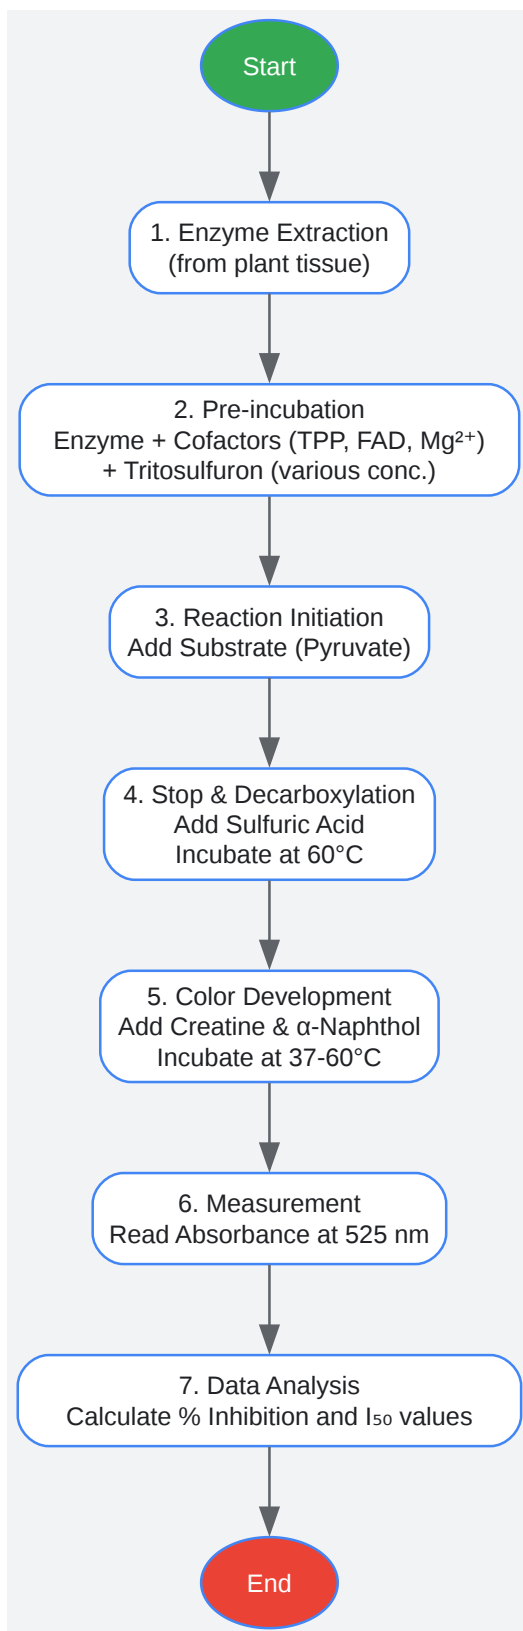 Start
1. Enzyme Extraction
(from plant tissue)
2. Pre-incubation
Enzyme + Cofactors (TPP, FAD, Mg²⁺)
+ Tritosulfuron (various conc.)
3. Reaction Initiation
Add Substrate (Pyruvate)
4. Stop & Decarboxylation
Add Sulfuric Acid
Incubate at 60°C
5. Color Development
Add Creatine & α-Naphthol
Incubate at 37-60°C
6. Measurement
Read Absorbance at 525 nm
7. Data Analysis
Calculate % Inhibition and I₅₀ values
End